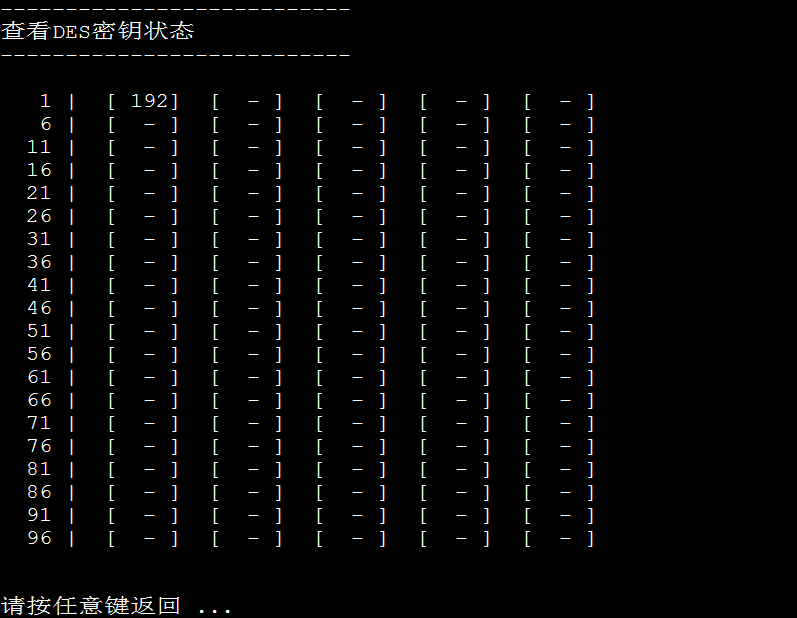 ---------------------------
查看DES密钥状态
---------------------------
1 | [ 192] [ - ] [ - ] [ - ] [ - ]
6 | [ - ] [ - ] [ - ] [ - ] [ - ]
11 | [ - ] [ - ] [ - ] [ - ] [ - ]
16 | [ - ] [ - ] [ - ] [ - ] [ - ]
21 | [ - ] [ - ] [ - ] [ - ] [ - ]
26 | [ - ] [ - ] [ - ] [ - ] [ - ]
31 | [ - ] [ - ] [ - ] [ - ] [ - ]
36 | [ - ] [ - ] [ - ] [ - ] [ - ]
41 | [ - ] [ - ] [ - ] [ - ] [ - ]
46 | [ - ] [ - ] [ - ] [ - ] [ - ]
51 | [ - ] [ - ] [ - ] [ - ] [ - ]
56 | [ - ] [ - ] [ - ] [ - ] [ - ]
61 | [ - ] [ - ] [ - ] [ - ] [ - ]
66 | [ - ] [ - ] [ - ] [ - ] [ - ]
71 | [ - ] [ - ] [ - ] [ - ] [ - ]
76 | [ - ] [ - ] [ - ] [ - ] [ - ]
81 | [ - ] [ - ] [ - ] [ - ] [ - ]
86 | [ - ] [ - ] [ - ] [ - ] [ - ]
91 | [ - ] [ - ] [ - ] [ - ] [ - ]
96 | [ - ] [ - ] [ - ] [ - ] [ - ]
请按任意键返回 ...